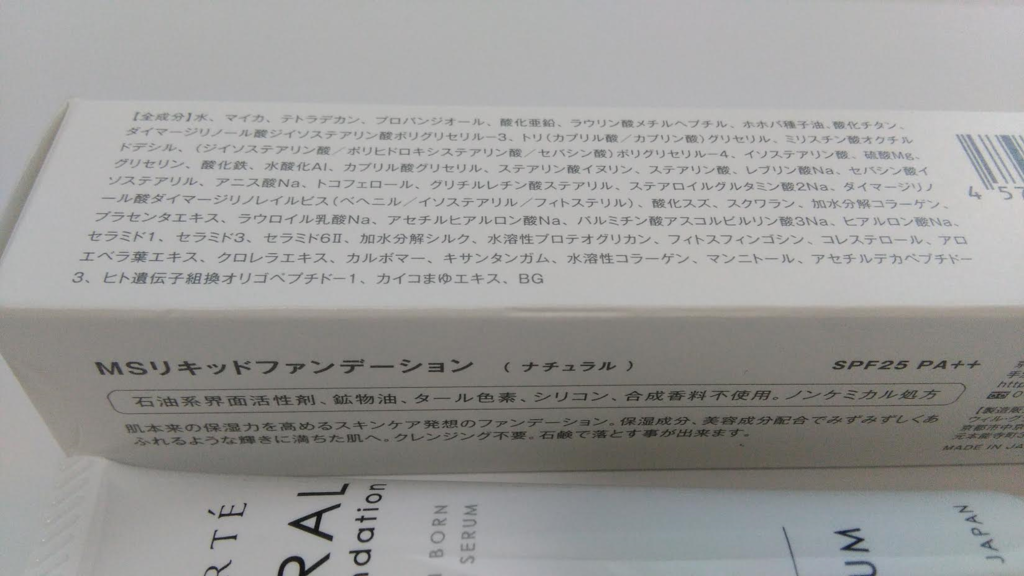 【全成分】水、マイカ、テトラデカン、プロパンジオール、酸化亜鉛、ラウリン酸メチルヘプチル、ホホバ種子油、酸化チタン、
ダイマージリノール酸ジイソステアリン酸ポリグリセリル-3、トリ(カプリル酸/カプリン酸)グリセリル、ミリスチン酸オクチル
ドデシル、(ジイソステアリン酸/ポリヒドロキシステアリン酸/セバシン酸)ポリグリセリル-4、イソステアリン酸、硫酸Mg、
グリセリン、酸化鉄、水酸化Al、カプリル酸グリセリル、ステアリン酸イヌリン、ステアリン酸、レブリン酸Na、セバシン酸イ
ソステアリル、アニス酸Na、トコフェロール、グリチルレチン酸ステアリル、ステアロイルグルタミン酸2Na、ダイマージリノ
ール酸ダイマージリノレイルビス(ベヘニル/イソステアリル/フィトステリル)、酸化スズ、スクワラン、加水分解コラーゲン、
プラセンタエキス、ラウロイル乳酸Na、アセチルヒアルロン酸Na、パルミチン酸アスコルビルリン酸3Na、ヒアルロン酸Na、
セラミド1、セラミド3、セラミド6Ⅱ、加水分解シルク、水溶性プロテオグリカン、フィトスフィンゴシン、コレステロール、アロ
エベラ葉エキス、クロレラエキス、カルボマー、キサンタンガム、水溶性コラーゲン、マンニトール、アセチルデカペプチド-
3、ヒト遺伝子組換オリゴペプチド-1、カイコまゆエキス、BG
4 57
MSリキッドファンデーション (ナチュラル) SPF25 PA++
石油系界面活性剤、鉱物油、タール色素、シリコン、合成香料不使用。ノンケミカル処方
肌本来の保湿力を高めるスキンケア発想のファンデーション。保湿成分、美容成分配合でみずみずしくあ
ふれるような輝きに満ちた肌へ。クレンジング不要。石鹸で落とす事が出来ます。
【製造販
京都市中京
元本能寺町
MADE IN JA
RTÉ
RAL
ndation
BORN
SERUM
UM
JAPAN